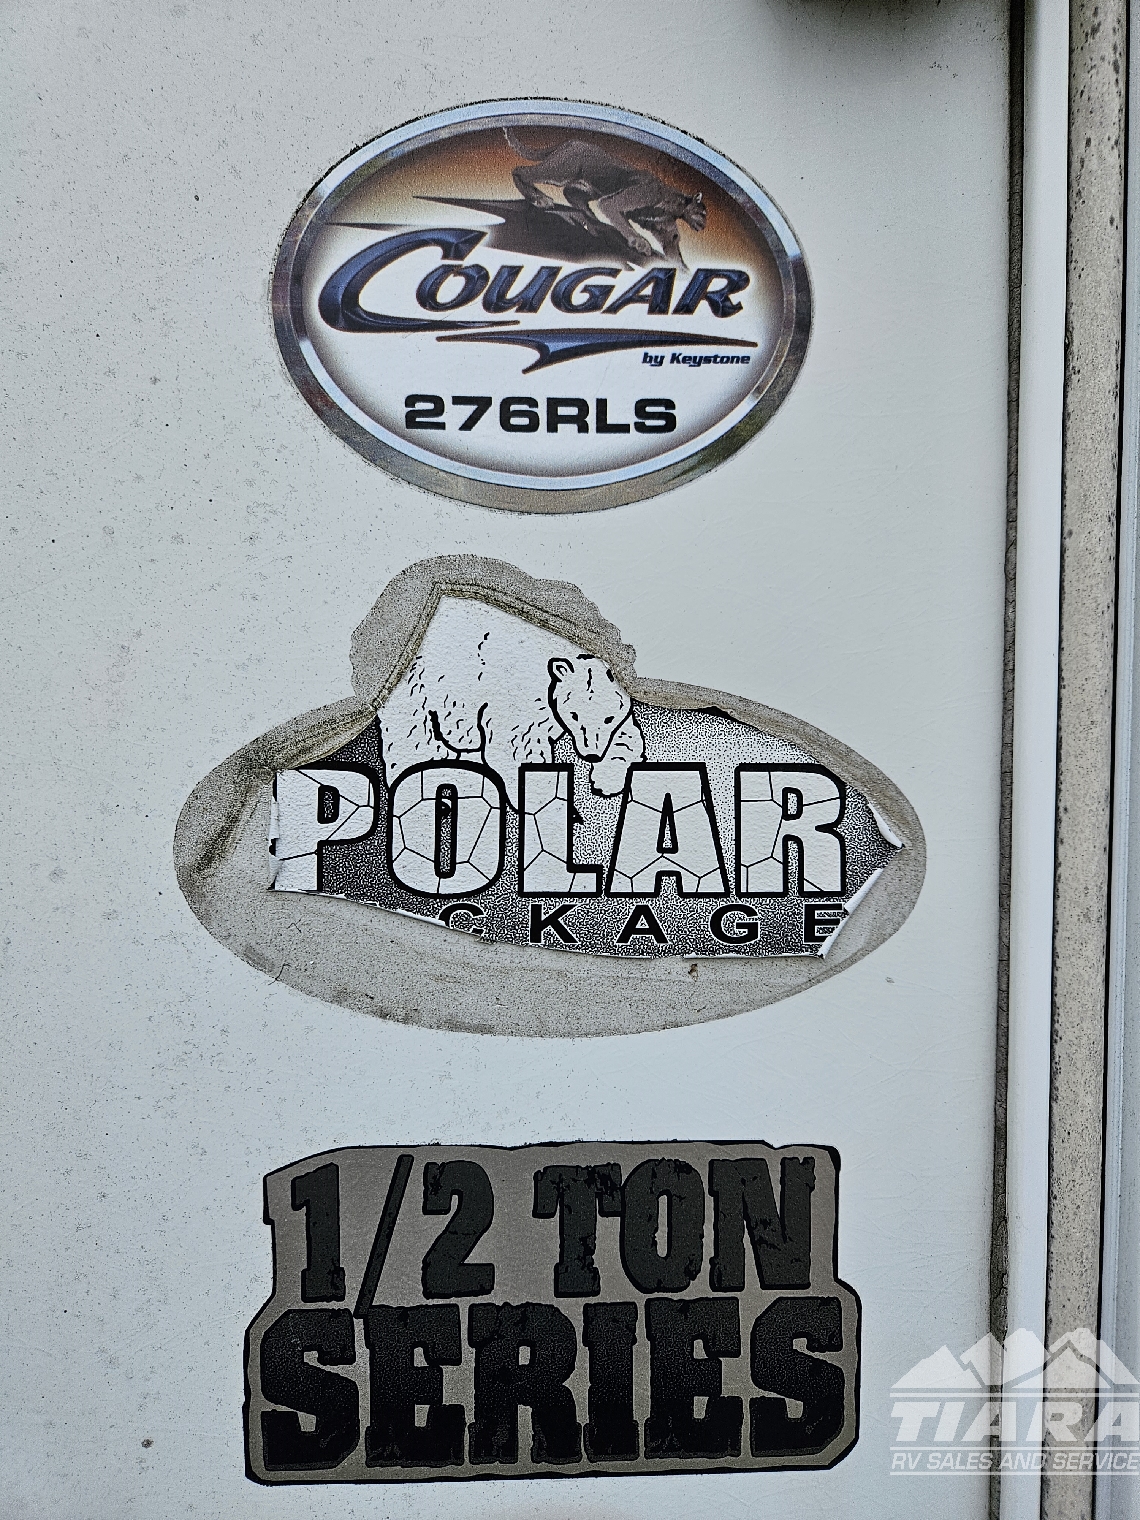 COUGAR
by Keystone
276RLS
POLAR
CKAGE
1/2 TON
SERIES
TIARA
RV SALES AND SERVICE